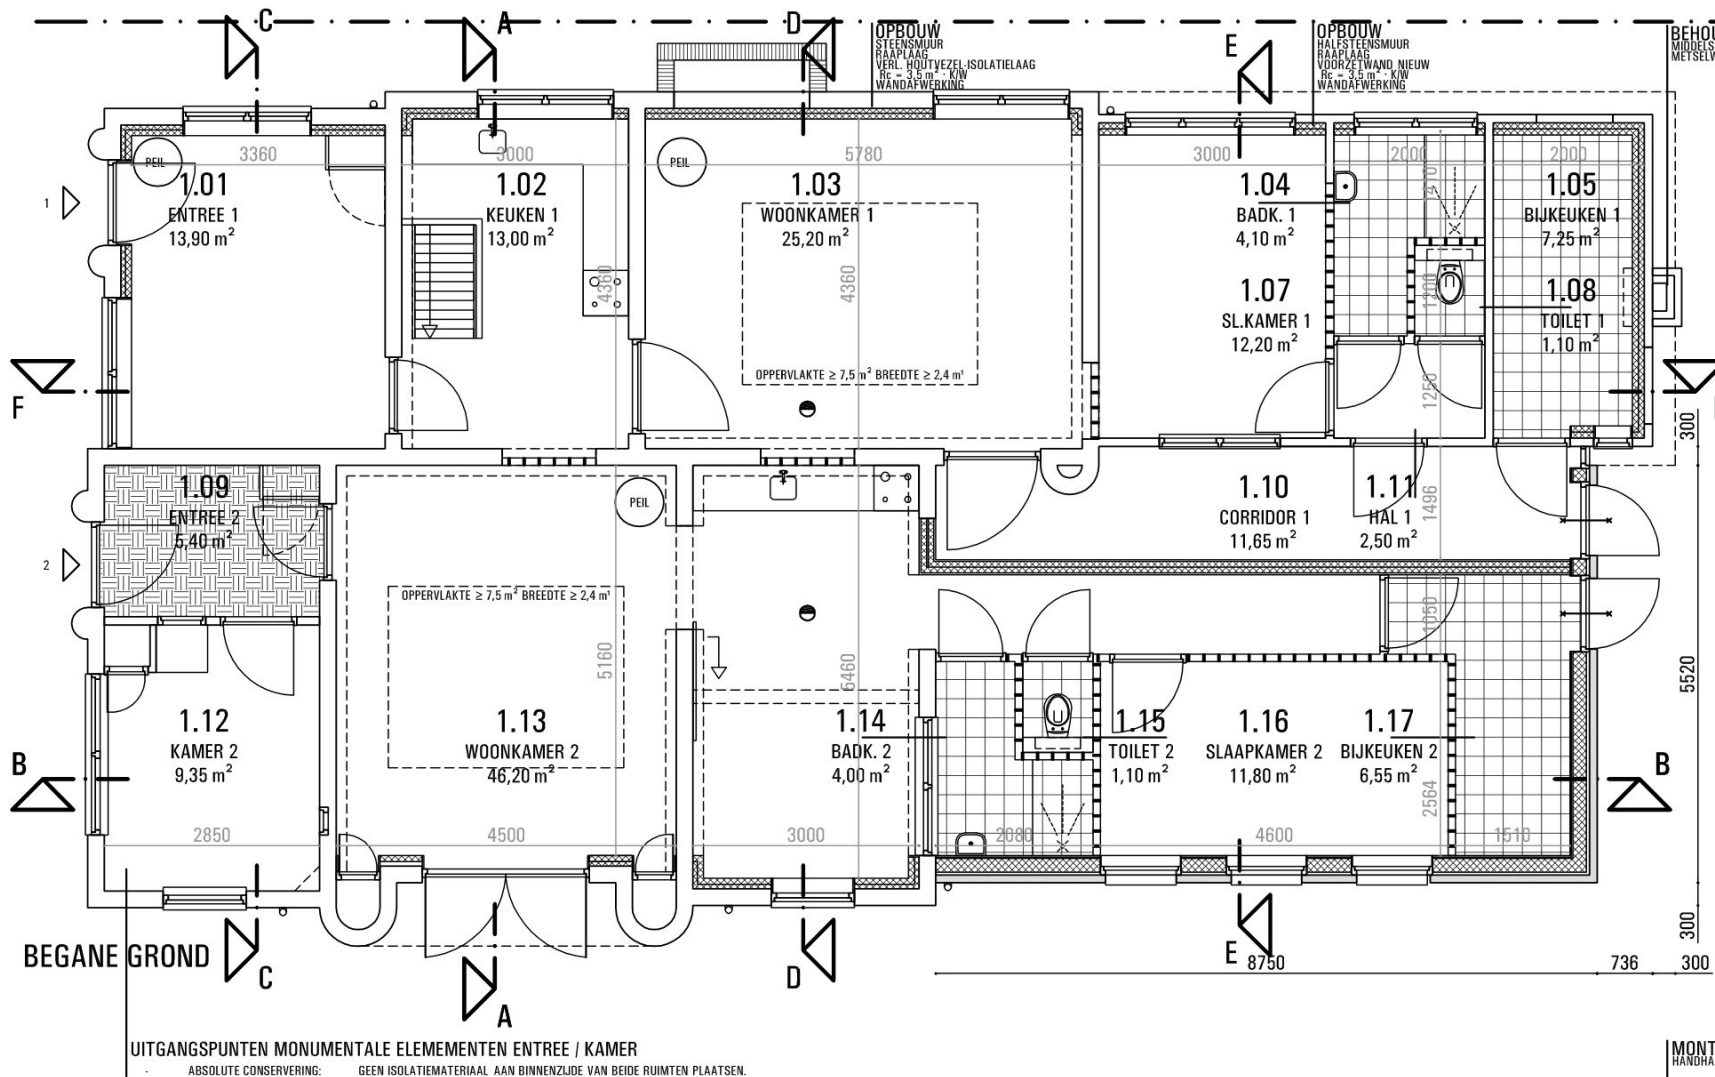 C
A
D
E
OPBOUW
STEENSMUUR
RAAPLAAG
VERL. HOUTVEZEL-ISOLATIELAAG
Rc = 3,5 m² · K/W
WANDAFWERKING
OPBOUW
HALFSTEENSMUUR
RAAPLAAG
VOORZETWAND NIEUW
Rc = 3,5 m² · K/W
WANDAFWERKING
PEIL
3360
3000
PEIL
5780
3000
2000
2000
1
1.01
ENTREE 1
13,90 m²
1.02
KEUKEN 1
13,00 m²
4360
1.03
WOONKAMER 1
25,20 m²
4360
OPPERVLAKTE ≥ 7,5 m² BREEDTE ≥ 2,4 m¹
1.04
BADK. 1
4,10 m²
1.07
SL.KAMER 1
12,20 m²
1200
1250
1.05
BIJKEUKEN 1
7,25 m²
1.08
TOILET 1
1,10 m²
F
300
1.09
ENTREE 2
5,40 m²
2
PEIL
1.10
CORRIDOR 1
11,65 m²
1.11
HAL 1
2,50 m²
1496
OPPERVLAKTE ≥ 7,5 m² BREEDTE ≥ 2,4 m¹
5160
1050
5520
1.12
KAMER 2
9,35 m²
1.13
WOONKAMER 2
46,20 m²
1.14
BADK. 2
4,00 m²
1.15
TOILET 2
1,10 m²
1.16
SLAAPKAMER 2
11,80 m²
1.17
BIJKEUKEN 2
6,55 m²
2564
B
B
2850
4500
3000
2080
4600
1510
300
BEGANE GROND
C
A
D
E
8750
736
300
UITGANGSPUNTEN MONUMENTALE ELEMEMENTEN ENTREE / KAMER
· ABSOLUTE CONSERVERING: GEEN ISOLATIEMATERIAAL AAN BINNENZIJDE VAN BEIDE RUIMTEN PLAATSEN.